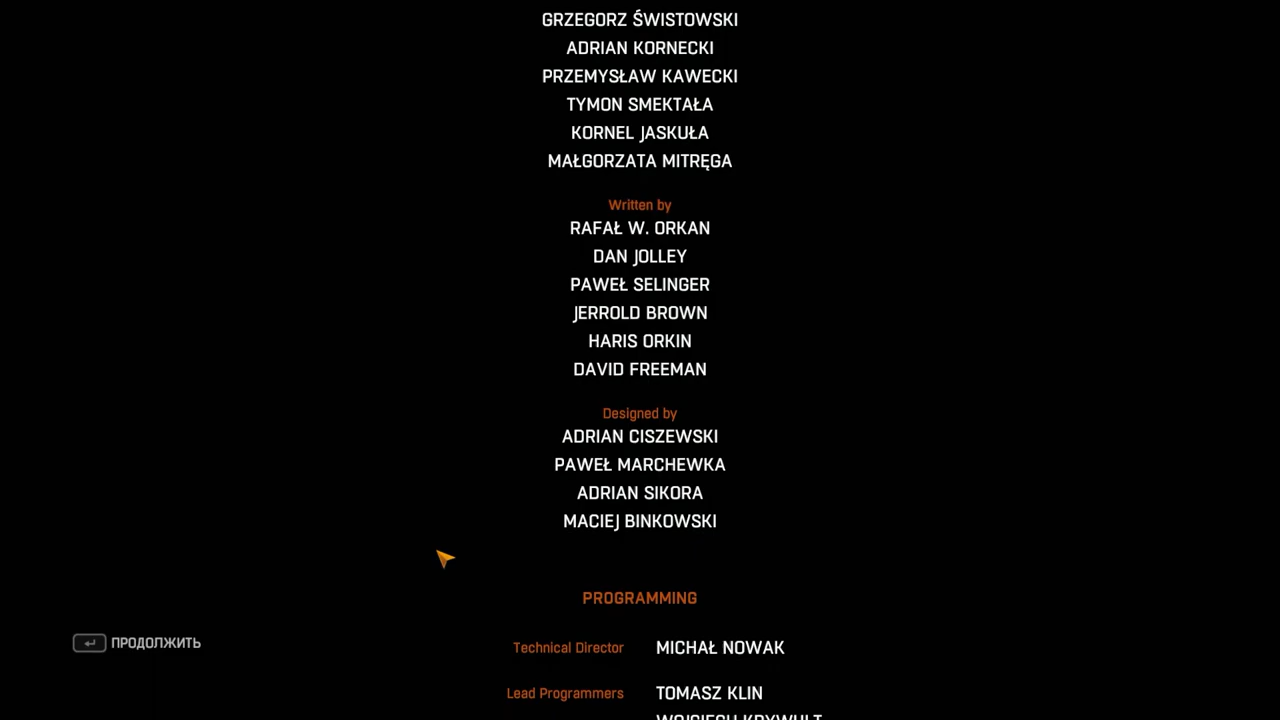 GRZEGORZ ŚWISTOWSKI
ADRIAN KORNECKI
PRZEMYSŁAW KAWECKI
TYMON SMEKTAŁA
KORNEL JASKUŁA
MAŁGORZATA MITRĘGA
Written by
RAFAŁ W. ORKAN
DAN JOLLEY
PAWEŁ SELINGER
JERROLD BROWN
HARIS ORKIN
DAVID FREEMAN
Designed by
ADRIAN CISZEWSKI
PAWEŁ MARCHEWKA
ADRIAN SIKORA
MACIEJ BINKOWSKI
PROGRAMMING
ПРОДОЛЖИТЬ
Technical Director MICHAŁ NOWAK
Lead Programmers TOMASZ KLIN
WOJCIECH KRYWULT